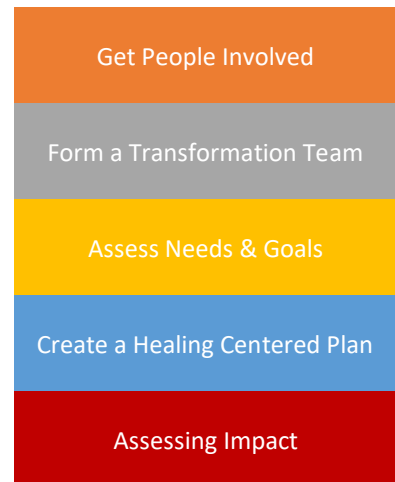 Get People Involved
Form a Transformation Team
Assess Needs & Goals
Create a Healing Centered Plan
Assessing Impact